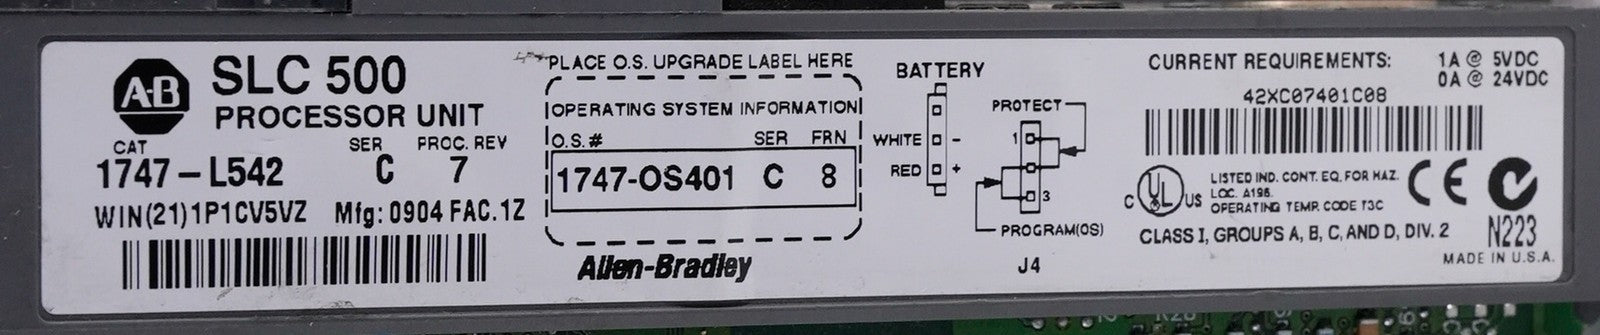 A-B
SLC 500
PROCESSOR UNIT
CAT SER PROC. REV
1747-L542 C 7
WIN(21)1P1CV5VZ Mfg: 0904 FAC.1Z
PLACE O.S. UPGRADE LABEL HERE
OPERATING SYSTEM INFORMATION
O.S.# SER FRN
1747-OS401 C 8
Allen-Bradley
BATTERY
WHITE -
RED +
PROTECT
1
3
PROGRAM(OS)
J4
CURRENT REQUIREMENTS: 1A @ 5VDC
0A @ 24VDC
42XC07401C08
C UL US
LISTED IND. CONT. EQ. FOR HAZ.
LOC. A196
OPERATING TEMP. CODE T3C
CE
N223
CLASS I, GROUPS A, B, C, AND D, DIV. 2
MADE IN U.S.A.